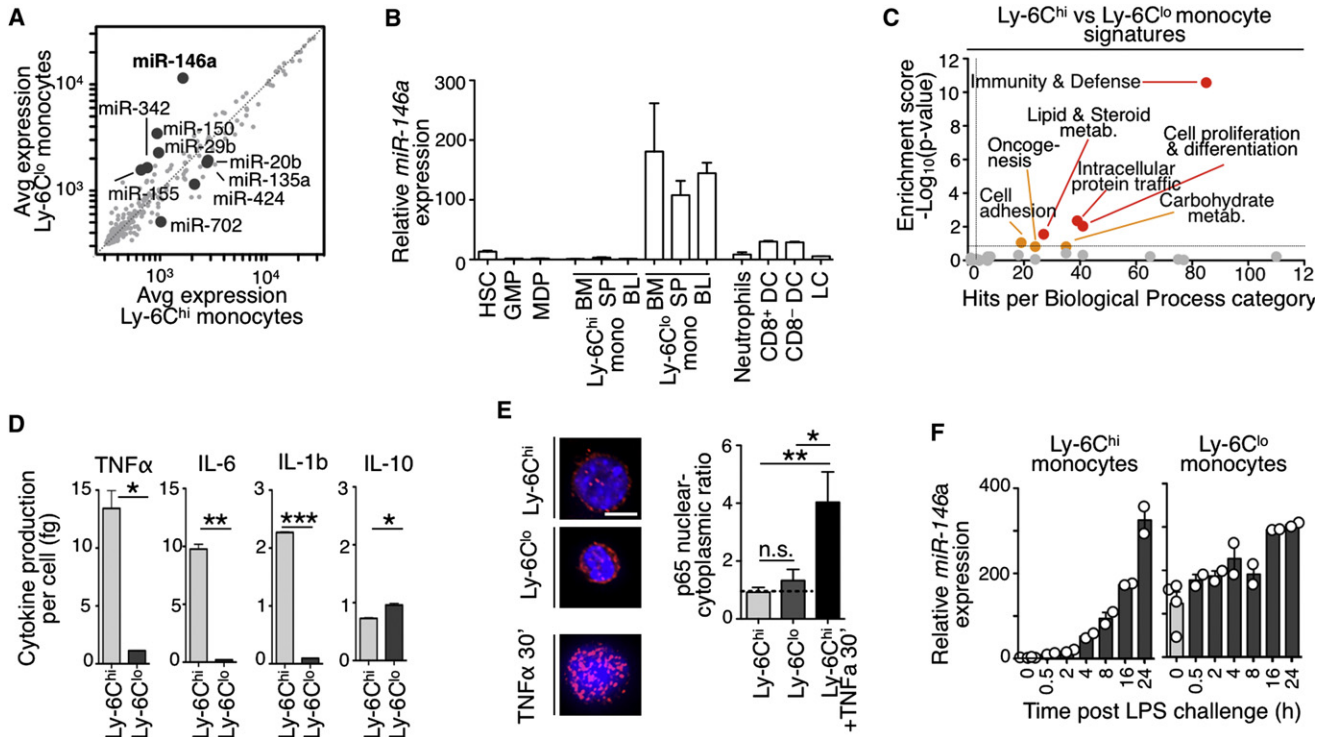 A
Avg expression
Ly-6Clo monocytes
10⁴
10³
miR-146a
miR-342
miR-150
miR-29b
miR-20b
miR-135a
miR-155
miR-424
miR-702
10³ 10⁴
Avg expression
Ly-6Chi monocytes
B
Relative miR-146a
expression
300
200
100
0
HSC
GMP
MDP
BM
SP
BL
Ly-6Chi
mono
BM
SP
BL
Ly-6Clo
mono
Neutrophils
CD8+ DC
CD8– DC
LC
C
Ly-6Chi vs Ly-6Clo monocyte
signatures
Enrichment score
-Log10(p-value)
12
10
8
6
4
2
0
Immunity & Defense
Lipid & Steroid
metab.
Cell proliferation
& differentiation
Oncoge-
nesis
Intracellular
protein traffic
Cell
adhesion
Carbohydrate
metab.
0 20 40 60 80 100 12
Hits per Biological Process category
D
Cytokine production
per cell (fg)
TNFα
15
10
5
0
*
Ly-6Chi
Ly-6Clo
IL-6
15
10
5
0
**
Ly-6Chi
Ly-6Clo
IL-1b
3
2
1
0
***
Ly-6Chi
Ly-6Clo
IL-10
3
2
1
0
*
Ly-6Chi
Ly-6Clo
E
Ly-6Chi
Ly-6Clo
TNFα 30'
p65 nuclear-
cytoplasmic ratio
6
4
2
0
*
**
n.s.
Ly-6Chi
Ly-6Clo
Ly-6Chi
+TNFa 30'
F
Ly-6Chi
monocytes
Ly-6Clo
monocytes
Relative miR-146a
expression
400
200
0
0 0.5 2 4 8 16 24
0 0.5 2 4 8 16 24
Time post LPS challenge (h)